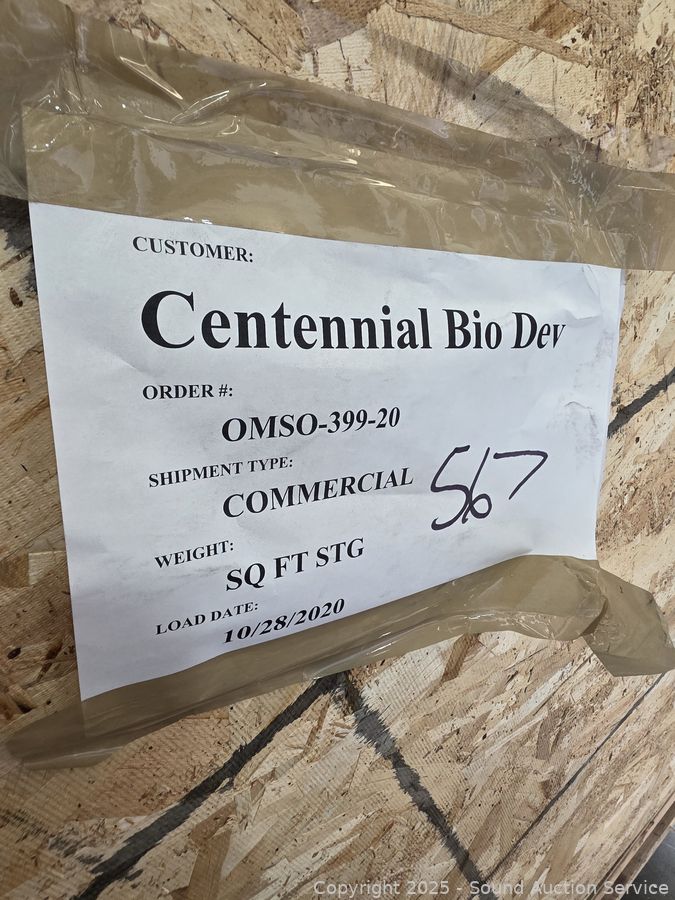 CUSTOMER:
Centennial Bio Dev
ORDER #:
OMSO-399-20
SHIPMENT TYPE:
COMMERCIAL
567
WEIGHT:
SQ FT STG
LOAD DATE:
10/28/2020
Copyright 2025 - Sound Auction Service